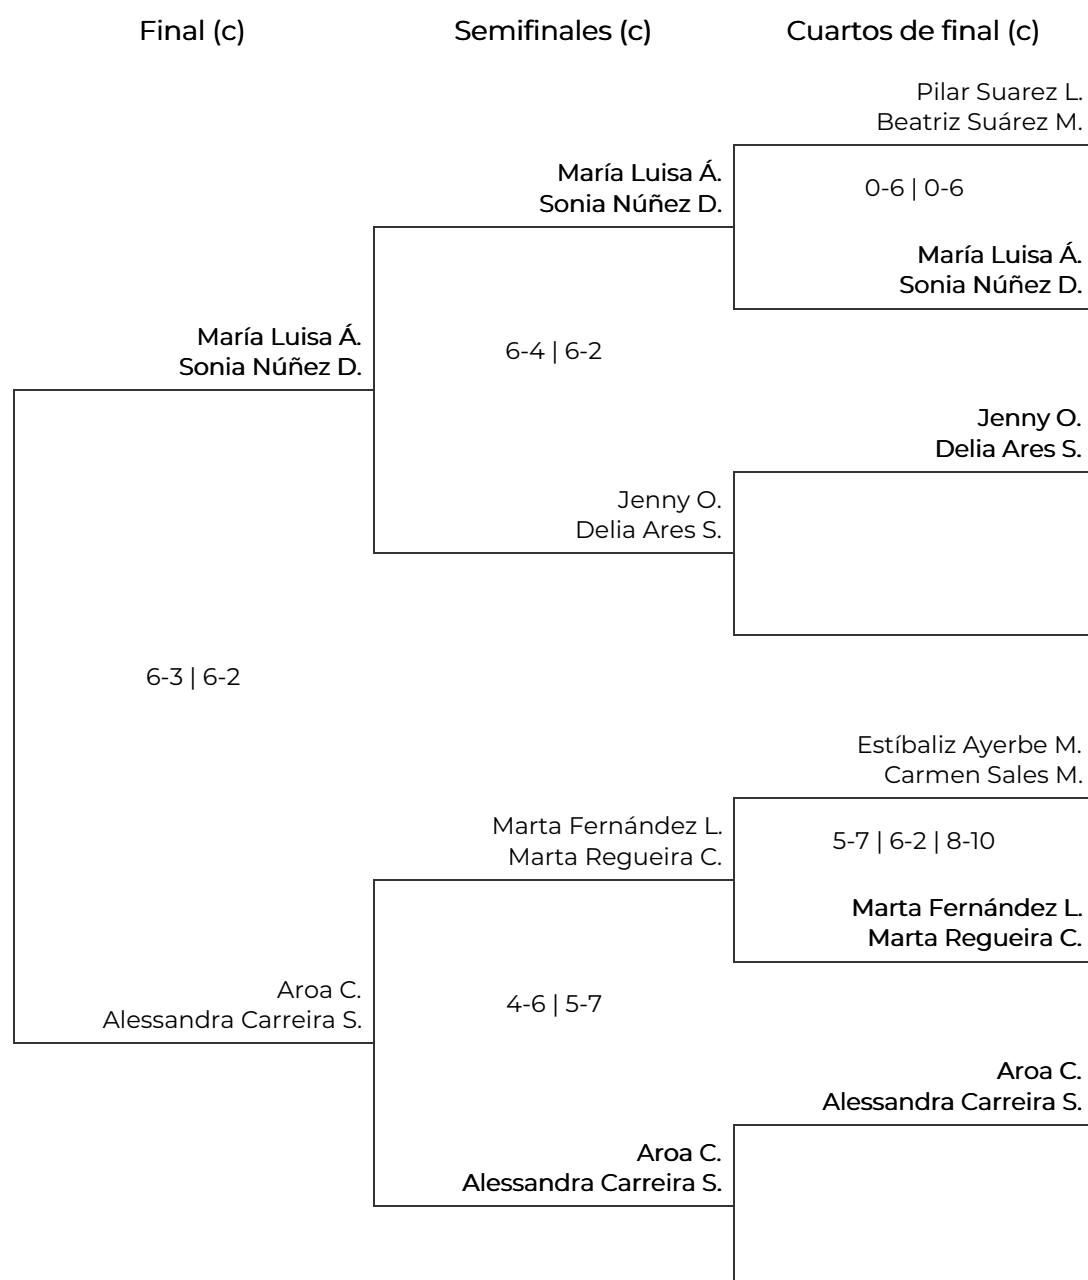 Final (c)
Semifinales (c)
Cuartos de final (c)
Pilar Suarez L.
Beatriz Suárez M.
María Luisa Á.
Sonia Núñez D.
0-6 | 0-6
María Luisa Á.
Sonia Núñez D.
María Luisa Á.
Sonia Núñez D.
6-4 | 6-2
Jenny O.
Delia Ares S.
Jenny O.
Delia Ares S.
6-3 | 6-2
Estíbaliz Ayerbe M.
Carmen Sales M.
Marta Fernández L.
Marta Regueira C.
5-7 | 6-2 | 8-10
Marta Fernández L.
Marta Regueira C.
Aroa C.
Alessandra Carreira S.
4-6 | 5-7
Aroa C.
Alessandra Carreira S.
Aroa C.
Alessandra Carreira S.